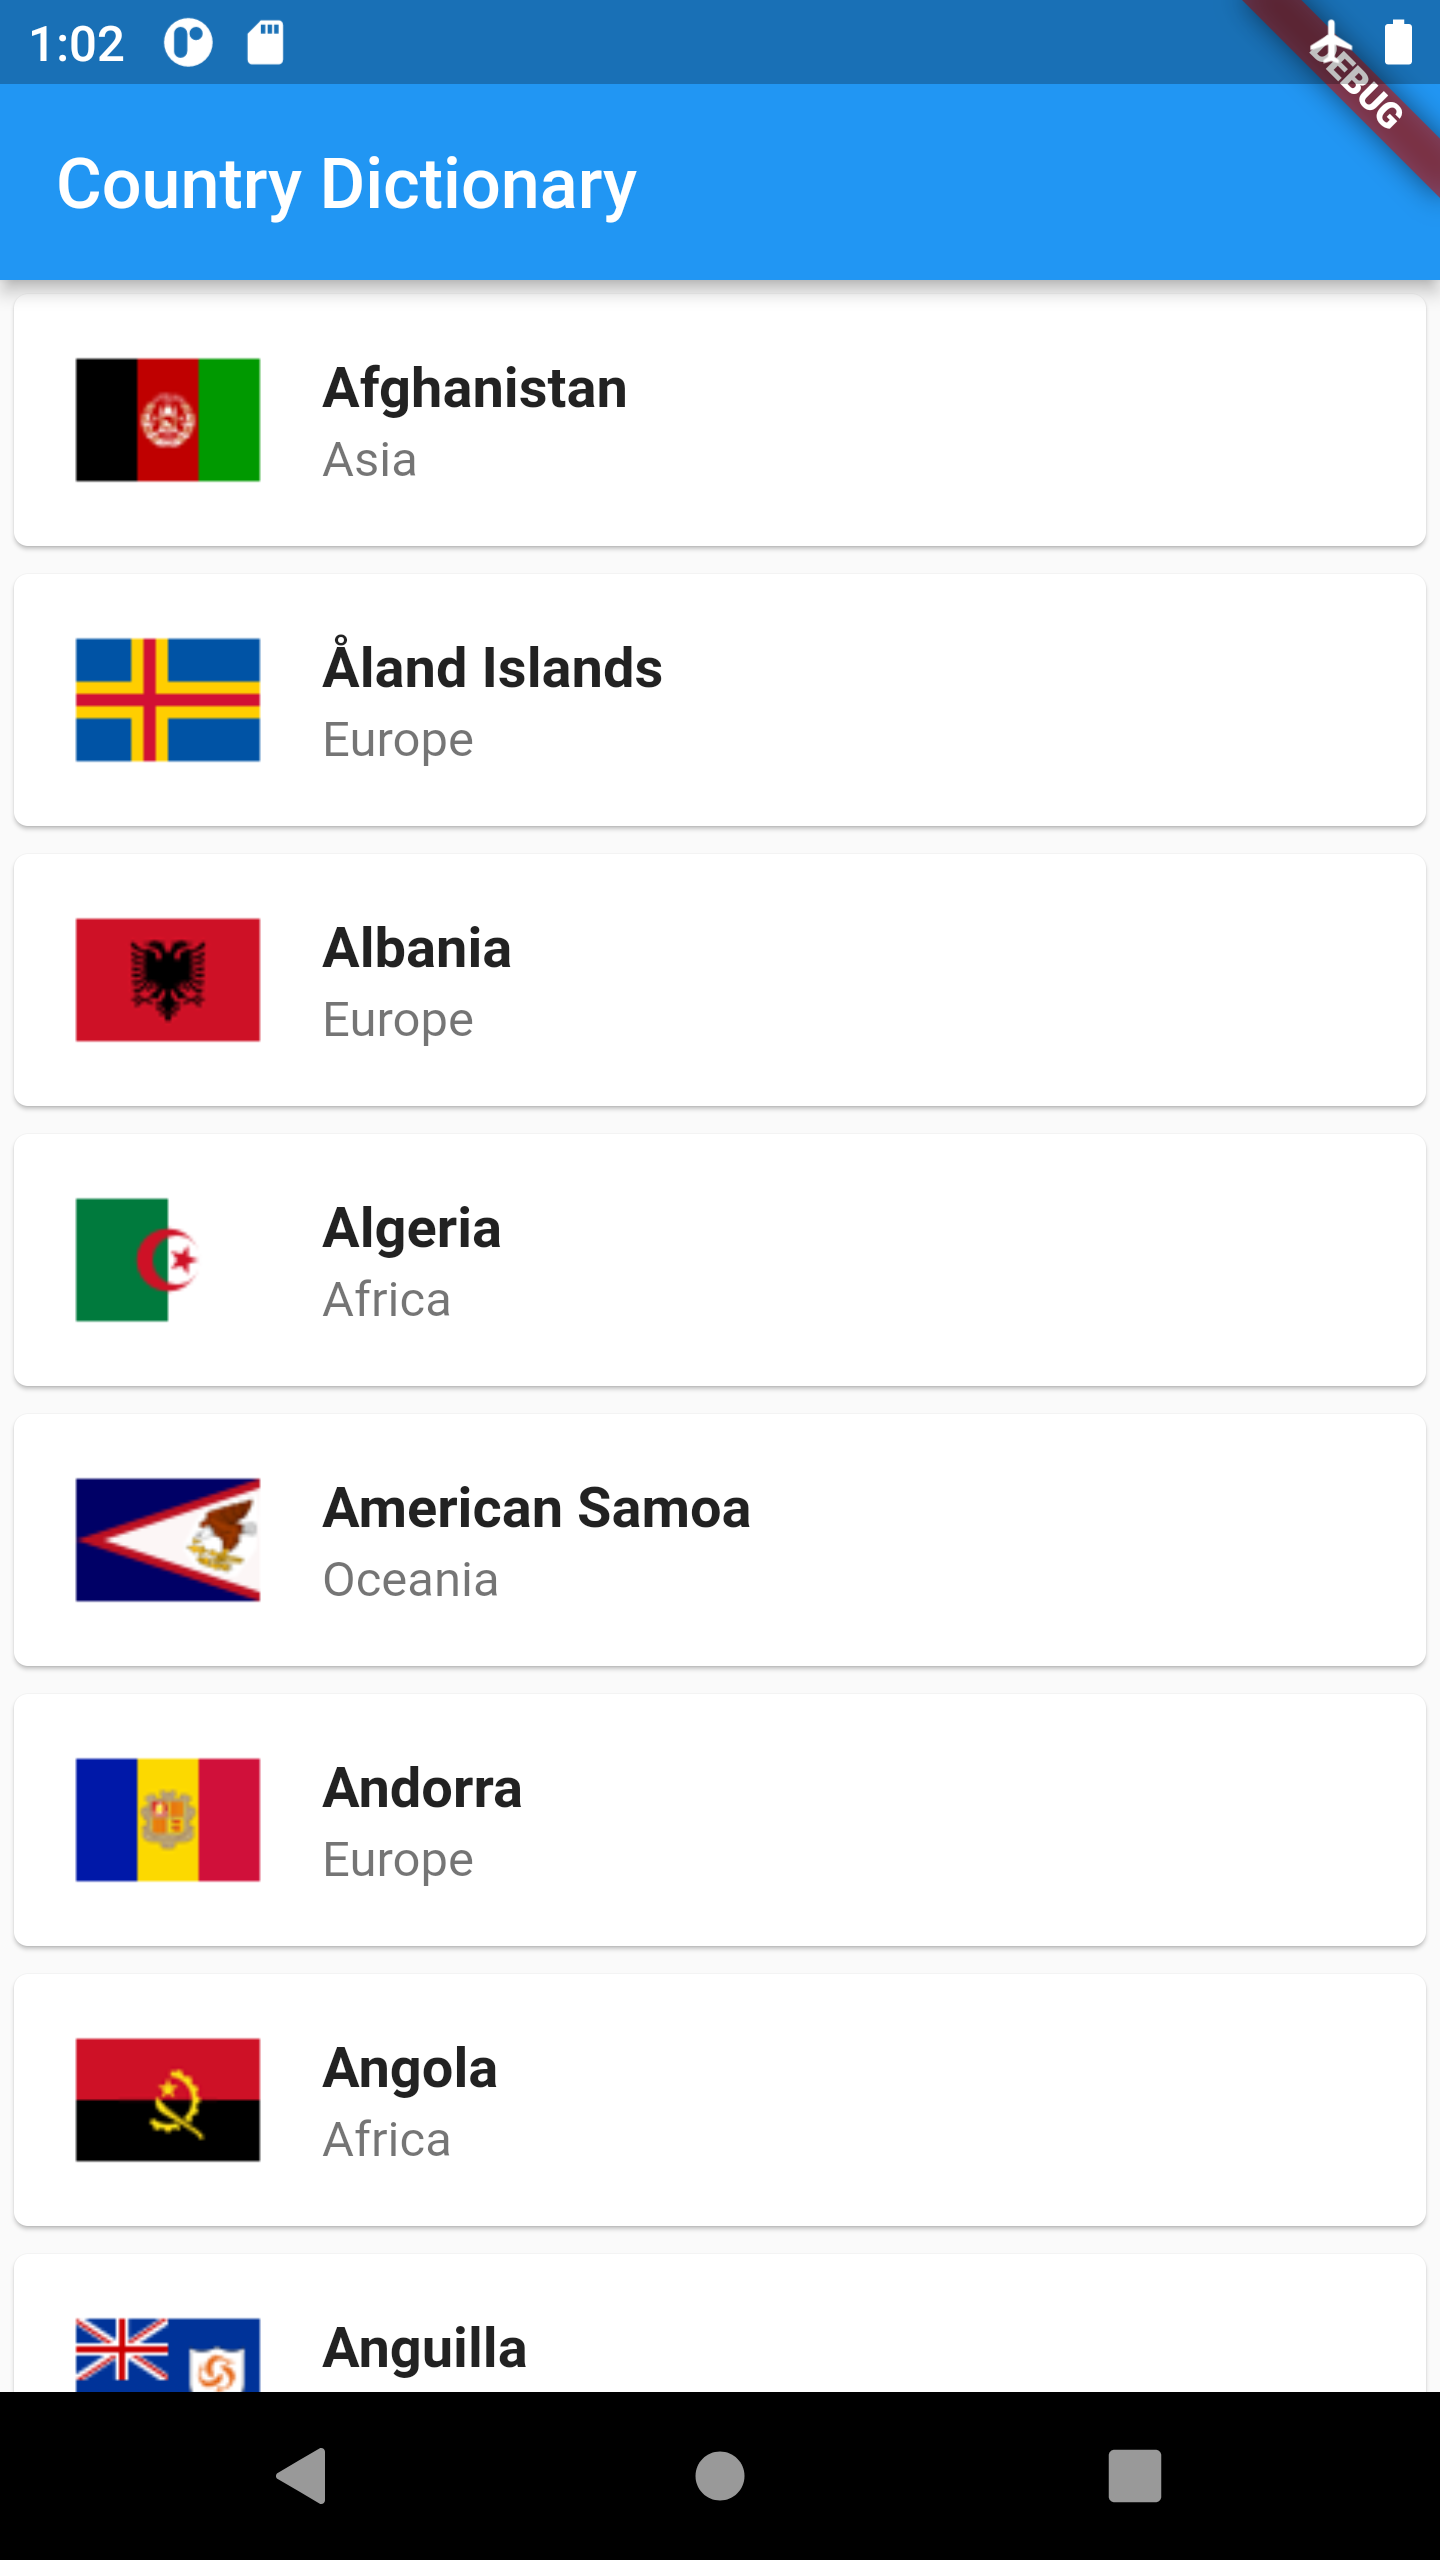 1:02
DEBUG
Country Dictionary
Afghanistan
Asia
Åland Islands
Europe
Albania
Europe
Algeria
Africa
American Samoa
Oceania
Andorra
Europe
Angola
Africa
Anguilla